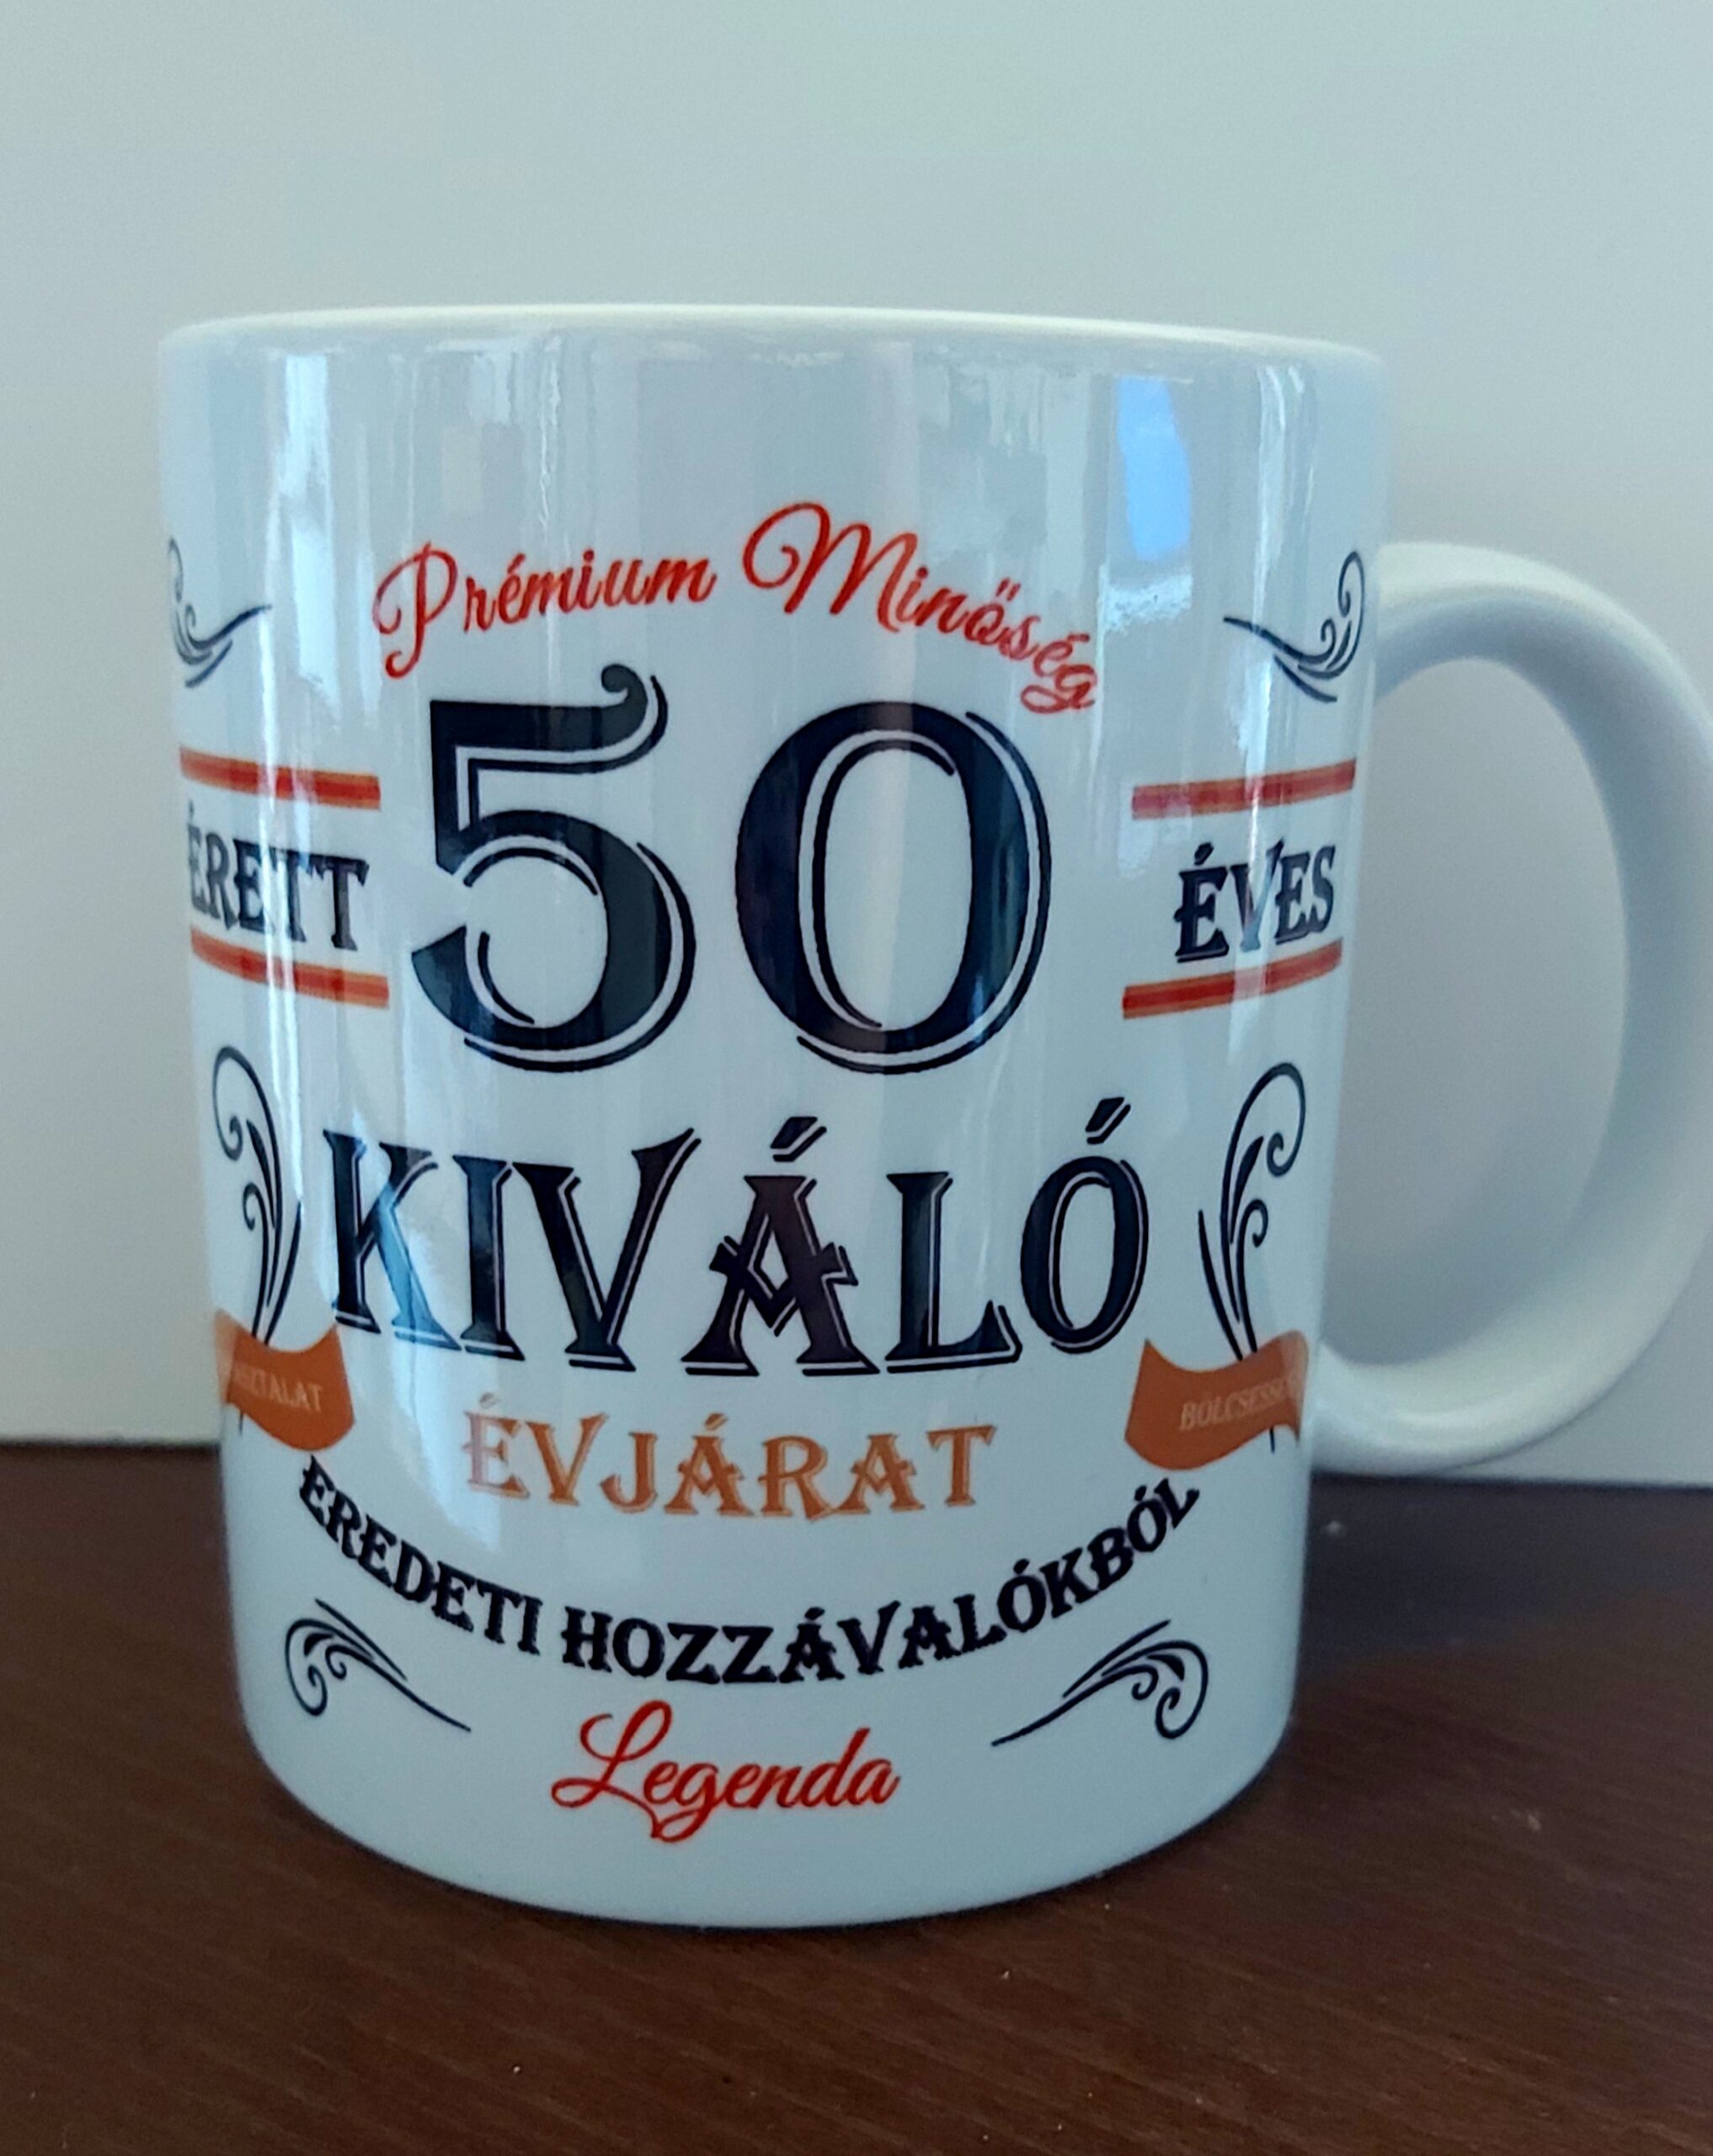 Prémium Minőség
ÉRETT 50 ÉVES
KIVÁLÓ
ÉVJÁRAT
EREDETI HOZZÁVALÓKBÓL
Legenda